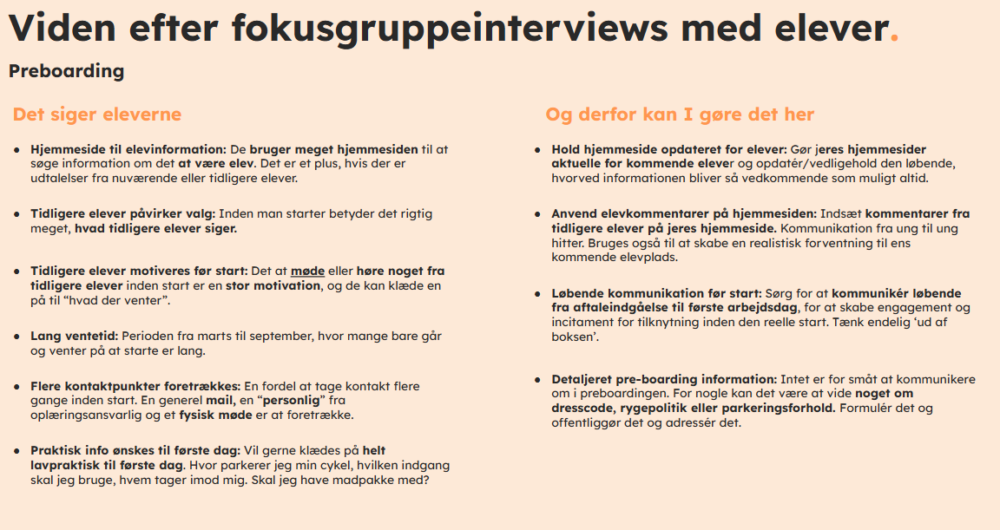 Viden efter fokusgruppeinterviews med elever.
Preboarding
Det siger eleverne
● Hjemmeside til elevinformation: De bruger meget hjemmesiden til at
søge information om det at være elev. Det er et plus, hvis der er
udtalelser fra nuværende eller tidligere elever.
● Tidligere elever påvirker valg: Inden man starter betyder det rigtig
meget, hvad tidligere elever siger.
● Tidligere elever motiveres før start: Det at møde eller høre noget fra
tidligere elever inden start er en stor motivation, og de kan klæde en
på til “hvad der venter”.
● Lang ventetid: Perioden fra marts til september, hvor mange bare går
og venter på at starte er lang.
● Flere kontaktpunkter foretrækkes: En fordel at tage kontakt flere
gange inden start. En generel mail, en “personlig” fra
oplæringsansvarlig og et fysisk møde er at foretrække.
● Praktisk info ønskes til første dag: Vil gerne klædes på helt
lavpraktisk til første dag. Hvor parkerer jeg min cykel, hvilken indgang
skal jeg bruge, hvem tager imod mig. Skal jeg have madpakke med?
Og derfor kan I gøre det her
● Hold hjemmeside opdateret for elever: Gør jeres hjemmesider
aktuelle for kommende elever og opdatér/vedligehold den løbende,
hvorved informationen bliver så vedkommende som muligt altid.
● Anvend elevkommentarer på hjemmesiden: Indsæt kommentarer fra
tidligere elever på jeres hjemmeside. Kommunikation fra ung til ung
hitter. Bruges også til at skabe en realistisk forventning til ens
kommende elevplads.
● Løbende kommunikation før start: Sørg for at kommunikér løbende
fra aftaleindgåelse til første arbejdsdag, for at skabe engagement og
incitament for tilknytning inden den reelle start. Tænk endelig ‘ud af
boksen’.
● Detaljeret pre-boarding information: Intet er for småt at kommunikere
om i preboardingen. For nogle kan det være at vide noget om
dresscode, rygepolitik eller parkeringsforhold. Formulér det og
offentliggør det og adressér det.